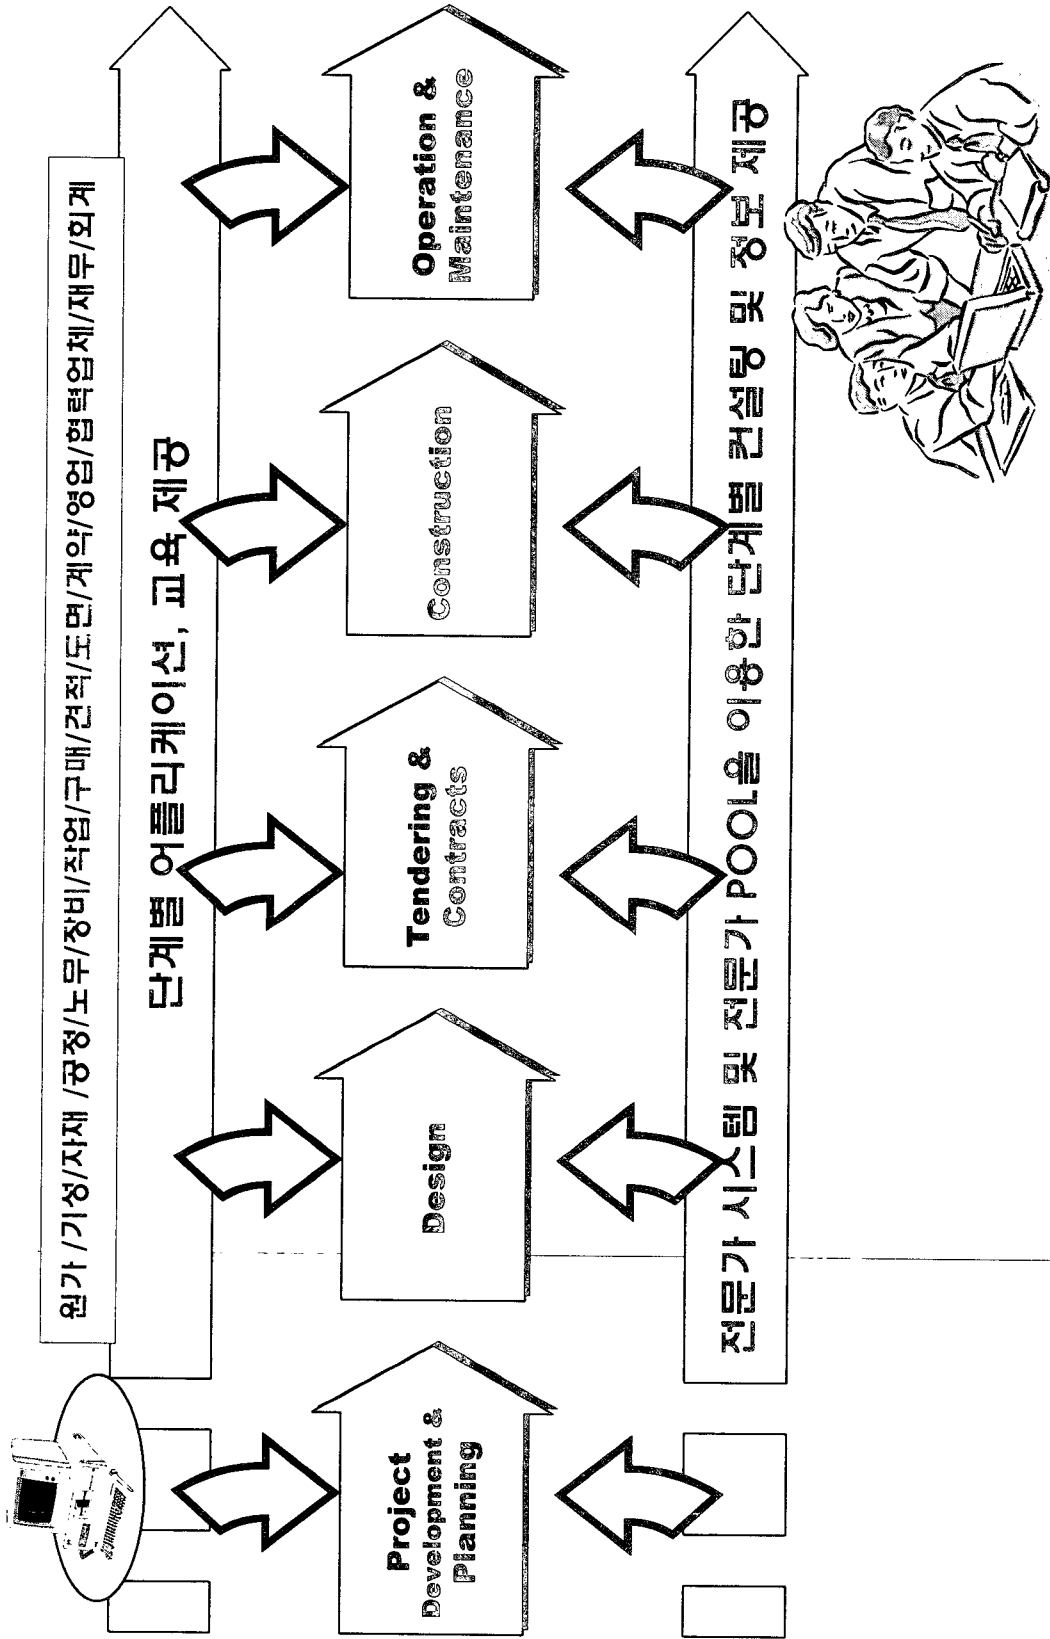 원가 /기성/자재 /공정/노무/장비/작업/구매/견적/도면/계약/영업/협력업체/재무/회계
단계별 어플리케이션, 교육 제공
Project
Development &
Planning
Design
Tendering &
Contracts
Construction
Operation &
Maintenance
전문가 시스템 및 전문가 POOL을 이용한 단계별 컨설팅 및 정보 제공